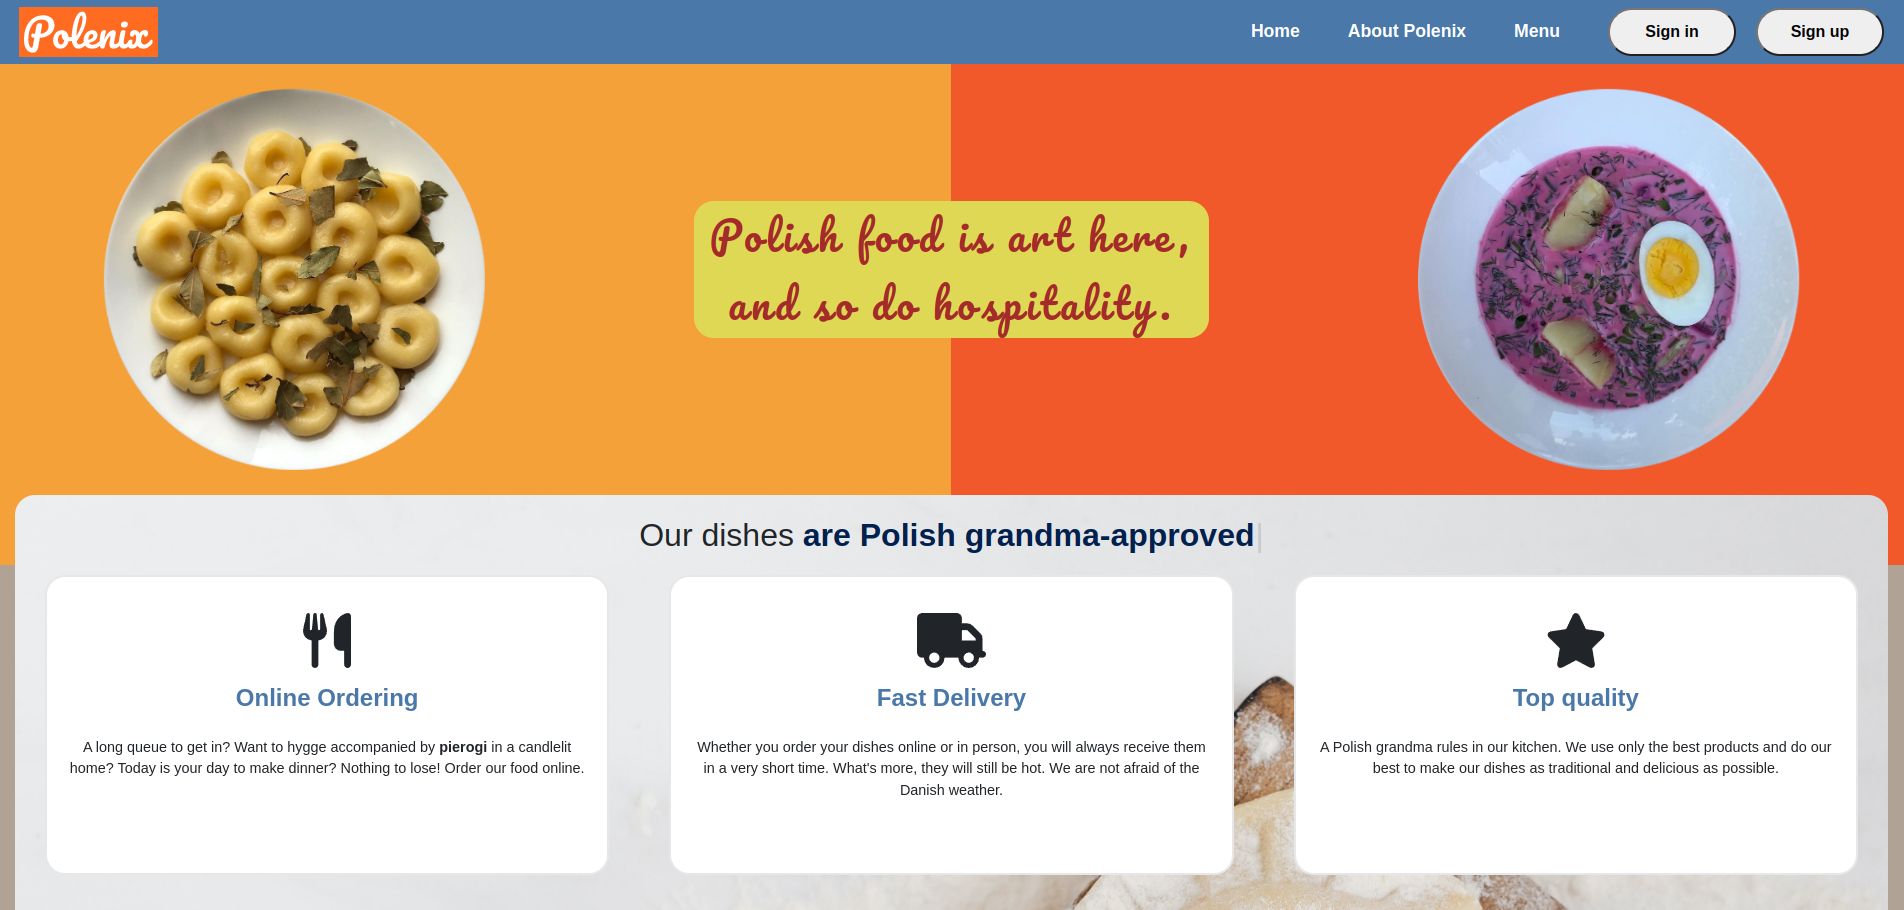 Polenix
Home About Polenix Menu Sign in Sign up
Polish food is art here,
and so do hospitality.
Our dishes are Polish grandma-approved
Online Ordering
A long queue to get in? Want to hygge accompanied by pierogi in a candlelit
home? Today is your day to make dinner? Nothing to lose! Order our food online.
Fast Delivery
Whether you order your dishes online or in person, you will always receive them
in a very short time. What's more, they will still be hot. We are not afraid of the
Danish weather.
Top quality
A Polish grandma rules in our kitchen. We use only the best products and do our
best to make our dishes as traditional and delicious as possible.